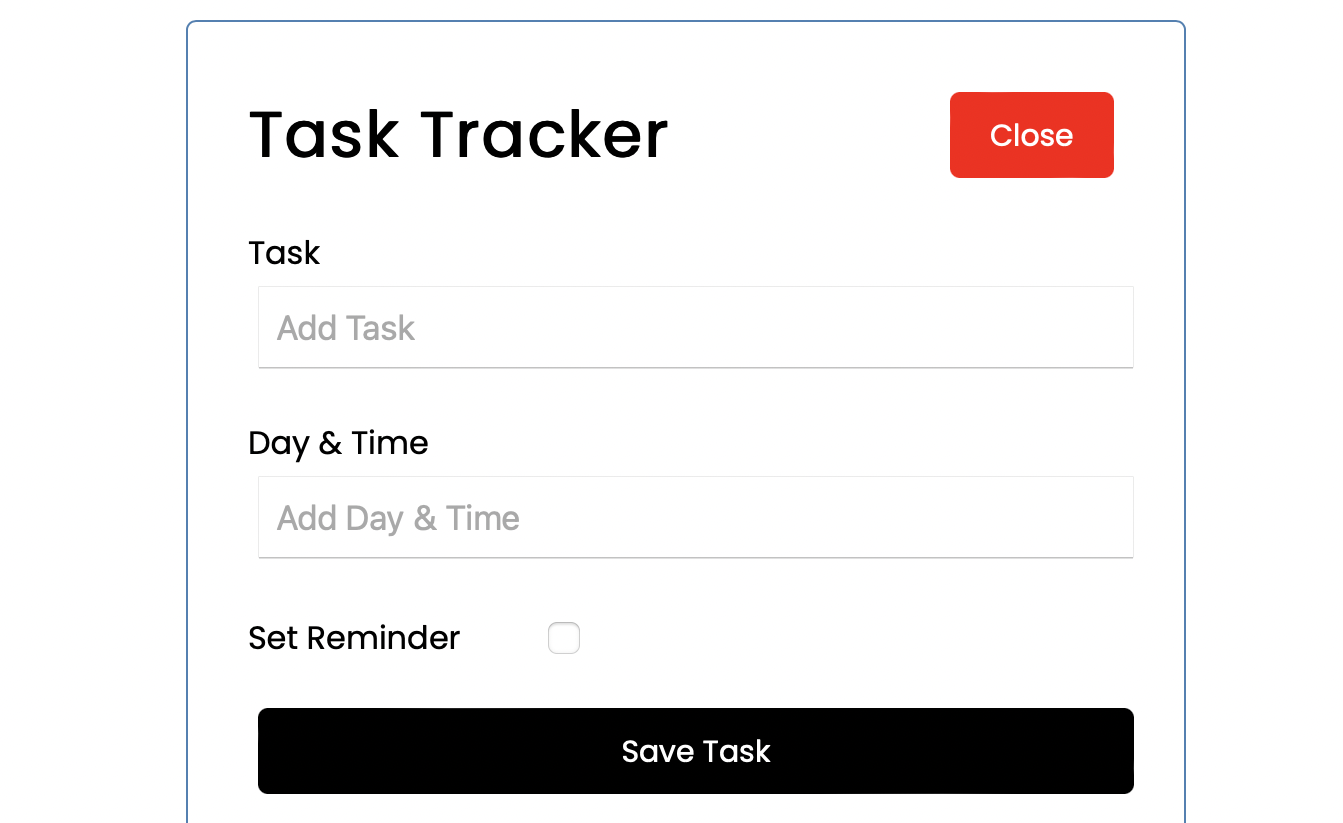 Task Tracker
Close
Task
Add Task
Day & Time
Add Day & Time
Set Reminder
Save Task